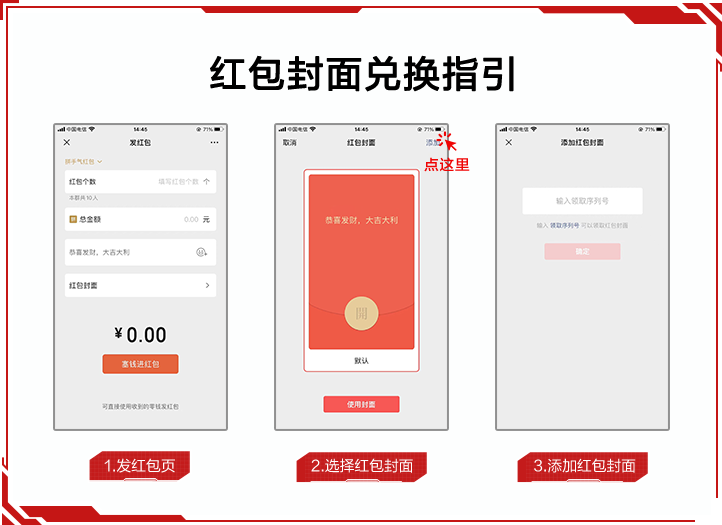 红包封面兑换指引
中国电信 14:45 71%
发红包
拼手气红包
红包个数 填写红包个数 个
本群共10人
拼 总金额 0.00 元
恭喜发财，大吉大利
红包封面
¥0.00
塞钱进红包
可直接使用收到的零钱发红包
1.发红包页
中国电信 14:45 71%
取消 红包封面 添加
点这里
恭喜发财，大吉大利
開
默认
使用封面
2.选择红包封面
中国电信 14:45 71%
添加红包封面
输入领取序列号
输入 领取序列号 可以领取红包封面
确定
3.添加红包封面